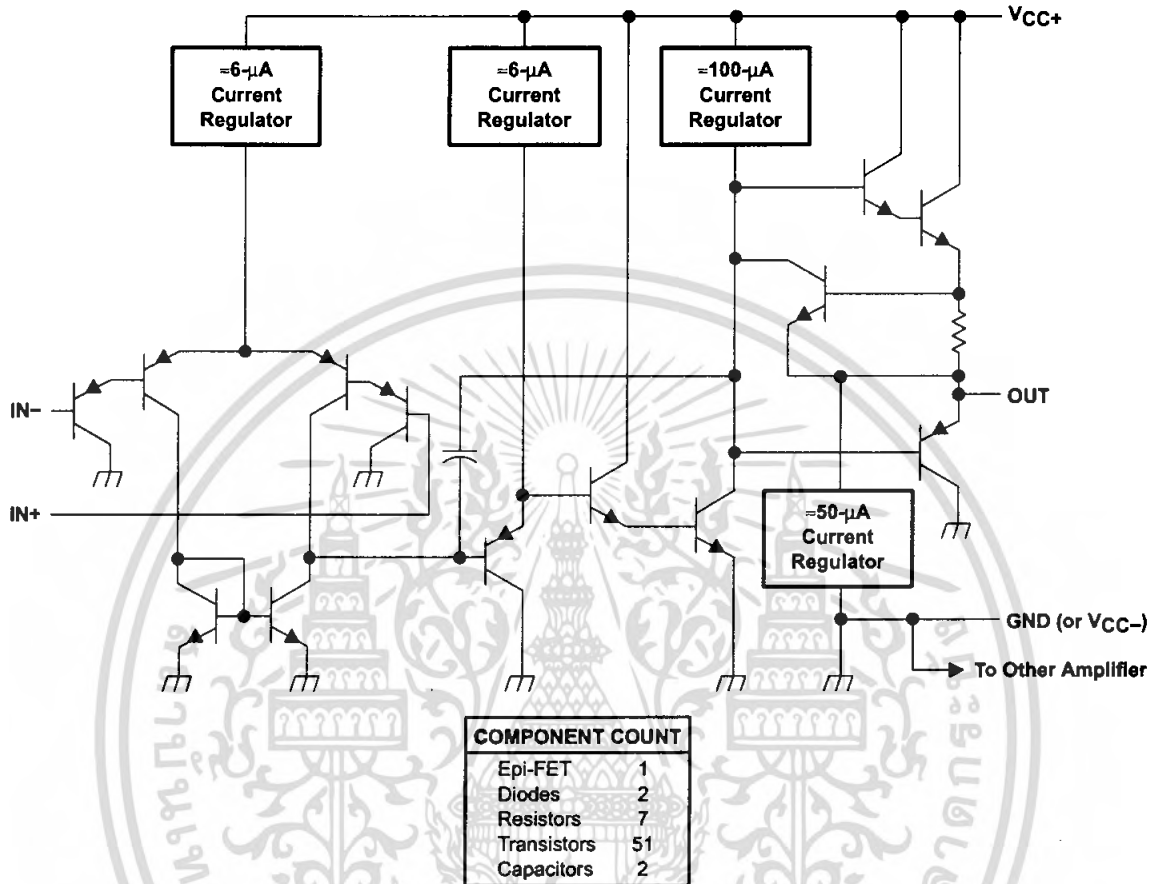 VCC+
≈6-µA
Current
Regulator
≈6-µA
Current
Regulator
≈100-µA
Current
Regulator
IN−
OUT
IN+
≈50-µA
Current
Regulator
GND (or VCC−)
To Other Amplifier
COMPONENT COUNT
Epi-FET 1
Diodes 2
Resistors 7
Transistors 51
Capacitors 2